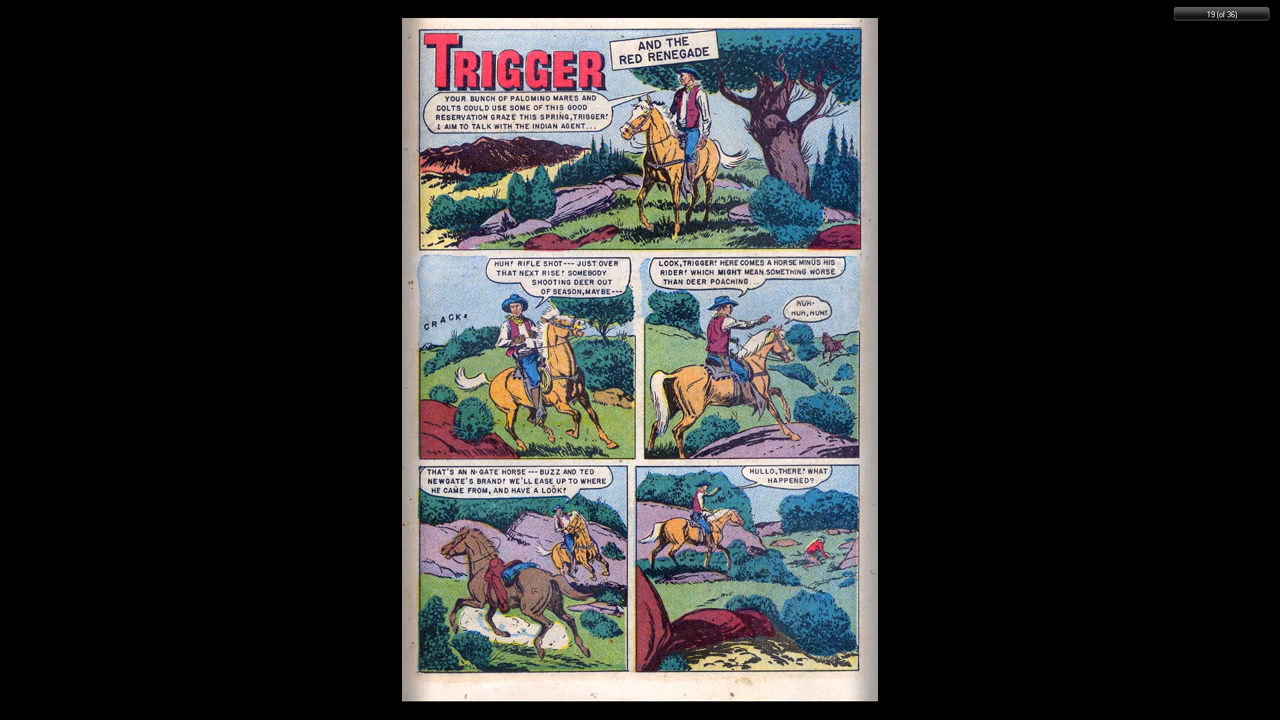 19 (of 36)
TRIGGER
AND THE
RED RENEGADE
YOUR BUNCH OF PALOMINO MARES AND
COLTS COULD USE SOME OF THIS GOOD
RESERVATION GRAZE THIS SPRING, TRIGGER!
I AIM TO TALK WITH THE INDIAN AGENT...
HUH! RIFLE SHOT--- JUST OVER
THAT NEXT RISE! SOMEBODY
SHOOTING DEER OUT
OF SEASON, MAYBE---
CRACK!
LOOK, TRIGGER! HERE COMES A HORSE MINUS HIS
RIDER! WHICH MIGHT MEAN SOMETHING WORSE
THAN DEER POACHING...
HUH-
HUH, HUH!
THAT'S AN N-GATE HORSE --- BUZZ AND TED
NEWGATE'S BRAND! WE'LL EASE UP TO WHERE
HE CAME FROM, AND HAVE A LOOK!
HULLO, THERE! WHAT
HAPPENED?